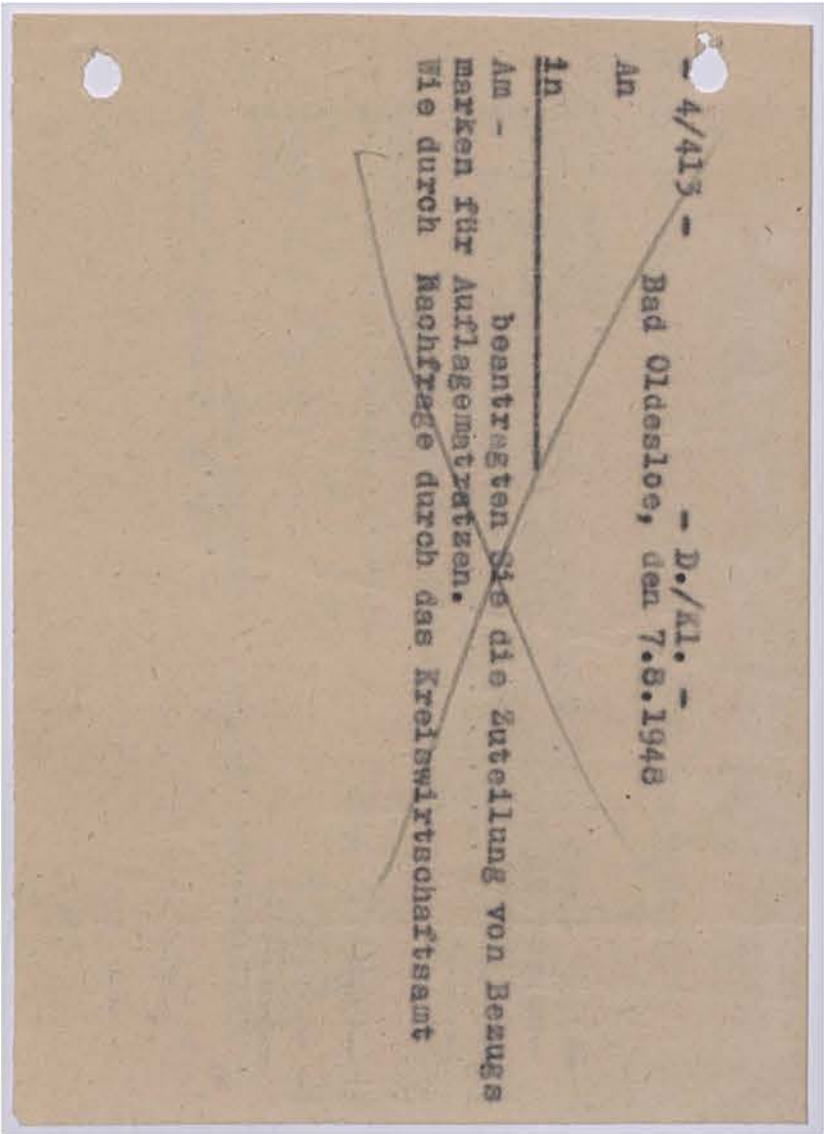 - 4/413 - - D./Kl. -
Bad Oldesloe, den 7.8.1948
An
in
Am - beantragten Sie die Zuteilung von Bezugs
marken für Auflagematratzen.
Wie durch Nachfrage durch das Kreiswirtschaftsamt